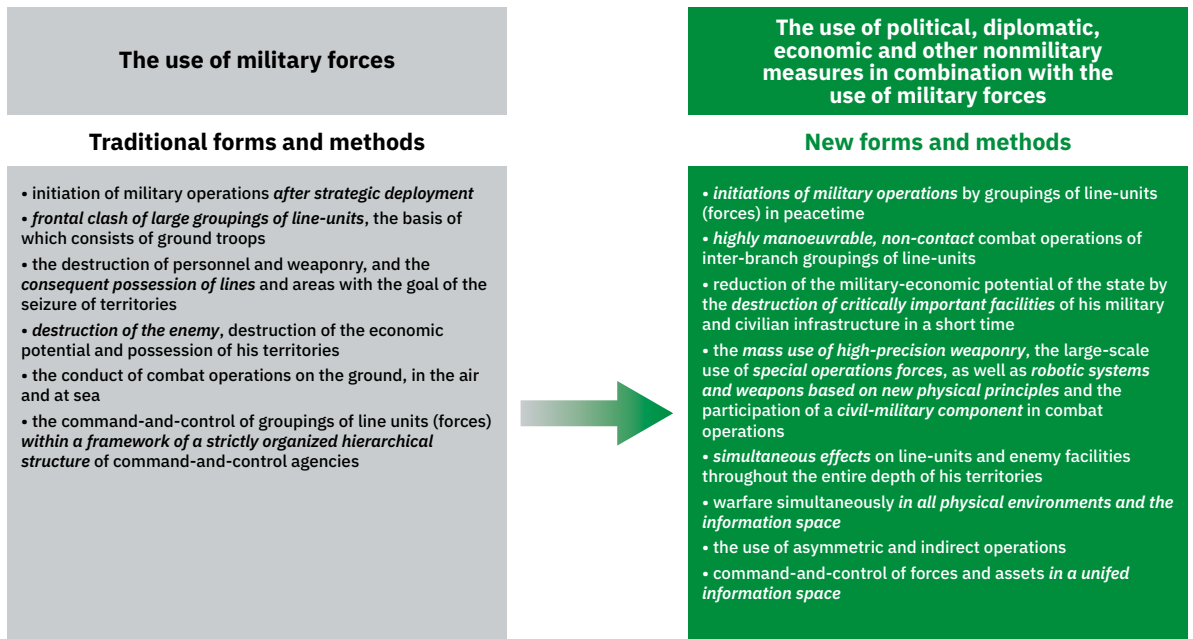 The use of military forces
Traditional forms and methods
• initiation of military operations after strategic deployment
• frontal clash of large groupings of line-units, the basis of
which consists of ground troops
• the destruction of personnel and weaponry, and the
consequent possession of lines and areas with the goal of the
seizure of territories
• destruction of the enemy, destruction of the economic
potential and possession of his territories
• the conduct of combat operations on the ground, in the air
and at sea
• the command-and-control of groupings of line units (forces)
within a framework of a strictly organized hierarchical
structure of command-and-control agencies
The use of political, diplomatic,
economic and other nonmilitary
measures in combination with the
use of military forces
New forms and methods
• initiations of military operations by groupings of line-units
(forces) in peacetime
• highly manoeuvrable, non-contact combat operations of
inter-branch groupings of line-units
• reduction of the military-economic potential of the state by
the destruction of critically important facilities of his military
and civilian infrastructure in a short time
• the mass use of high-precision weaponry, the large-scale
use of special operations forces, as well as robotic systems
and weapons based on new physical principles and the
participation of a civil-military component in combat
operations
• simultaneous effects on line-units and enemy facilities
throughout the entire depth of his territories
• warfare simultaneously in all physical environments and the
information space
• the use of asymmetric and indirect operations
• command-and-control of forces and assets in a unifed
information space